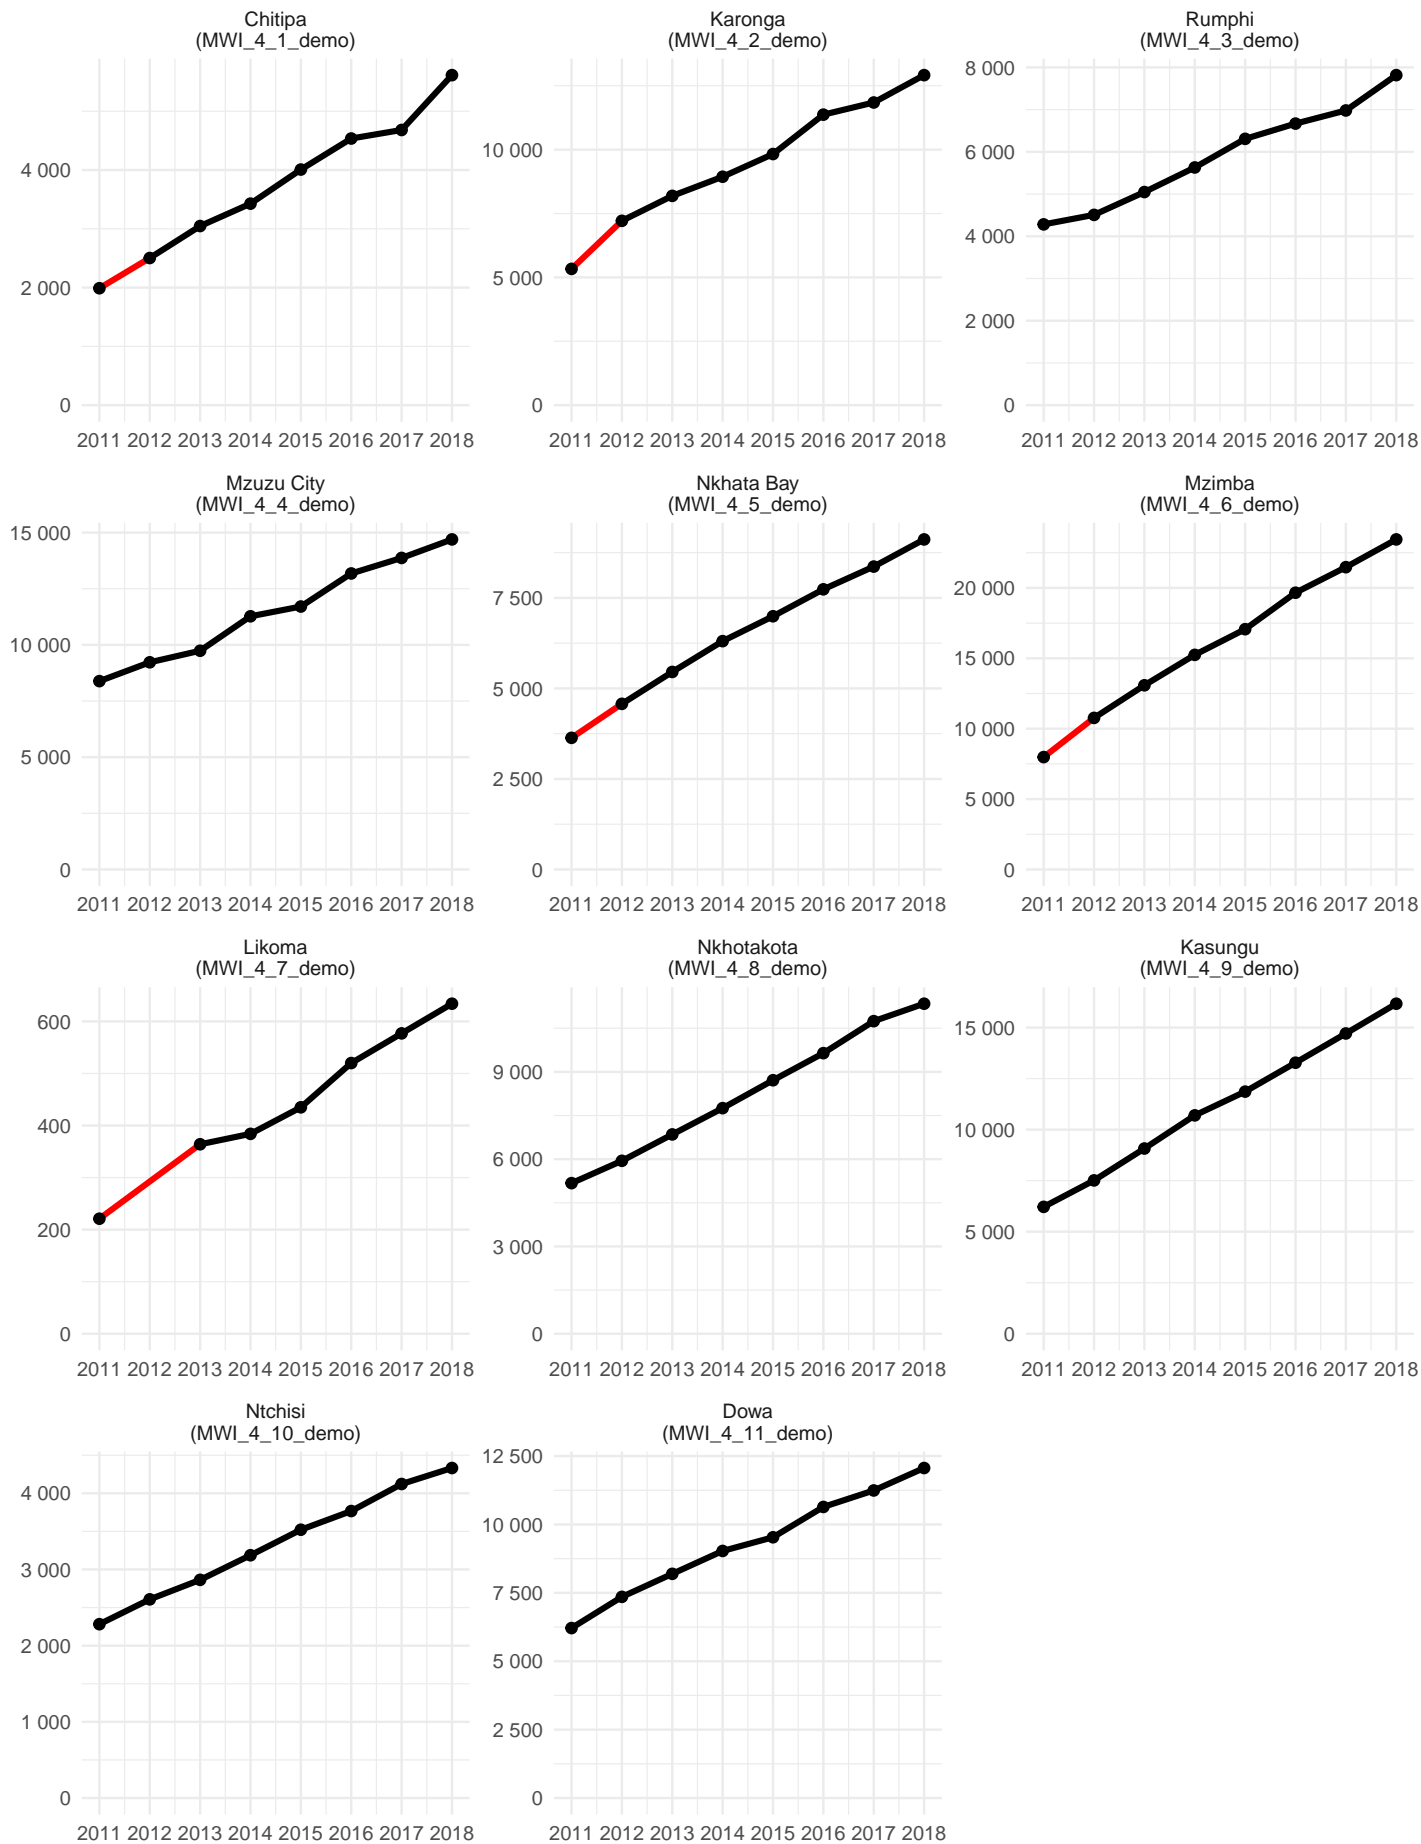 Chitipa
(MWI_4_1_demo)
4 000
2 000
0
2011 2012 2013 2014 2015 2016 2017 2018
Karonga
(MWI_4_2_demo)
10 000
5 000
0
2011 2012 2013 2014 2015 2016 2017 2018
Rumphi
(MWI_4_3_demo)
8 000
6 000
4 000
2 000
0
2011 2012 2013 2014 2015 2016 2017 2018
Mzuzu City
(MWI_4_4_demo)
15 000
10 000
5 000
0
2011 2012 2013 2014 2015 2016 2017 2018
Nkhata Bay
(MWI_4_5_demo)
7 500
5 000
2 500
0
2011 2012 2013 2014 2015 2016 2017 2018
Mzimba
(MWI_4_6_demo)
20 000
15 000
10 000
5 000
0
2011 2012 2013 2014 2015 2016 2017 2018
Likoma
(MWI_4_7_demo)
600
400
200
0
2011 2012 2013 2014 2015 2016 2017 2018
Nkhotakota
(MWI_4_8_demo)
9 000
6 000
3 000
0
2011 2012 2013 2014 2015 2016 2017 2018
Kasungu
(MWI_4_9_demo)
15 000
10 000
5 000
0
2011 2012 2013 2014 2015 2016 2017 2018
Ntchisi
(MWI_4_10_demo)
4 000
3 000
2 000
1 000
0
2011 2012 2013 2014 2015 2016 2017 2018
Dowa
(MWI_4_11_demo)
12 500
10 000
7 500
5 000
2 500
0
2011 2012 2013 2014 2015 2016 2017 2018